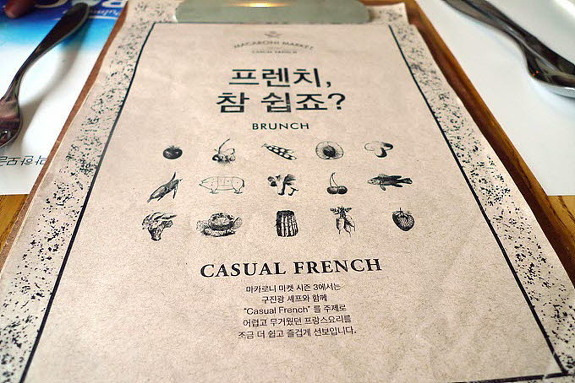 MACARONI MARKET
CASUAL FRENCH
프렌치,
참 쉽죠?
BRUNCH
CASUAL FRENCH
마카로니 마켓 시즌 3에서는
구진광 셰프와 함께
"Casual French" 를 주제로
어렵고 무거웠던 프랑스요리를
조금 더 쉽고 즐겁게 선보입니다.